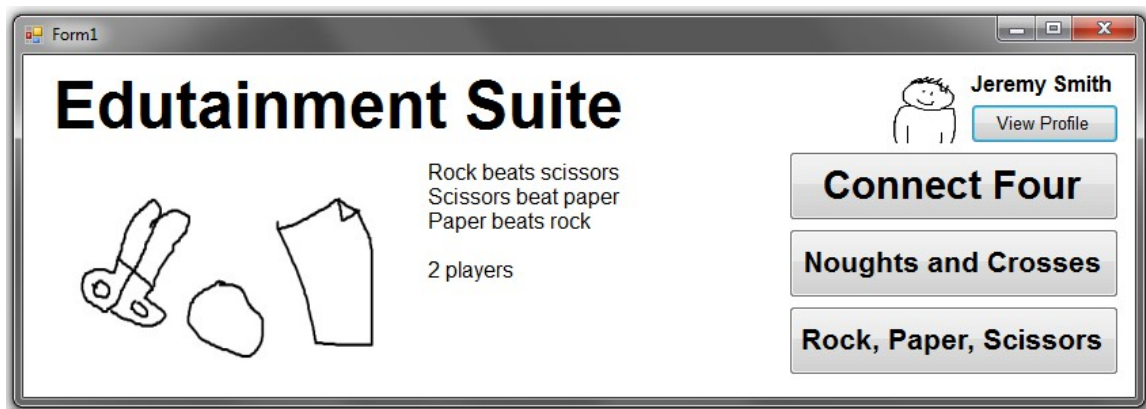 Form1
Edutainment Suite
Jeremy Smith
View Profile
Rock beats scissors
Scissors beat paper
Paper beats rock
2 players
Connect Four
Noughts and Crosses
Rock, Paper, Scissors